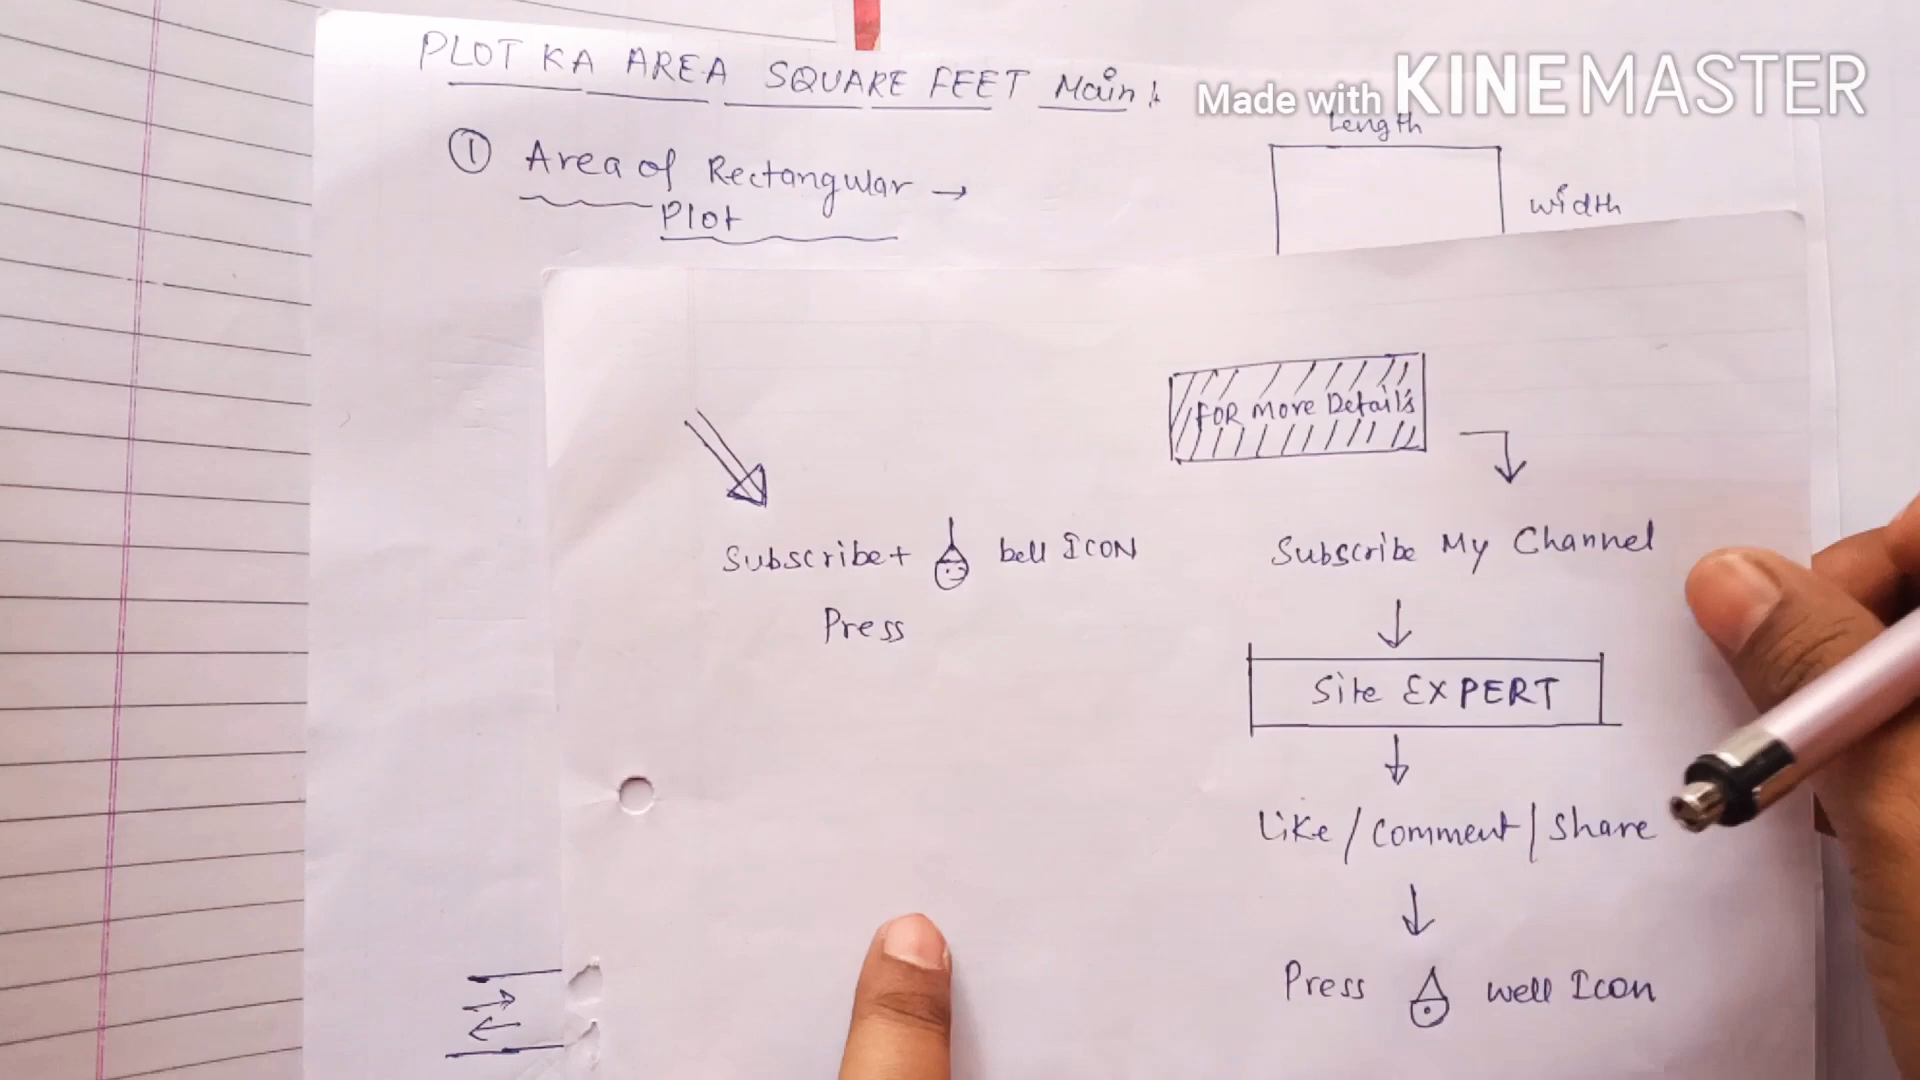 PLOT KA AREA SQUARE FEET Main :
Made with KINEMASTER
Length
① Area of Rectangular →
Plot
width
FOR More Detail's
Subscribe + bell ICON
Press
Subscribe My Channel
Site EXPERT
Like / Comment / Share
Press well Icon